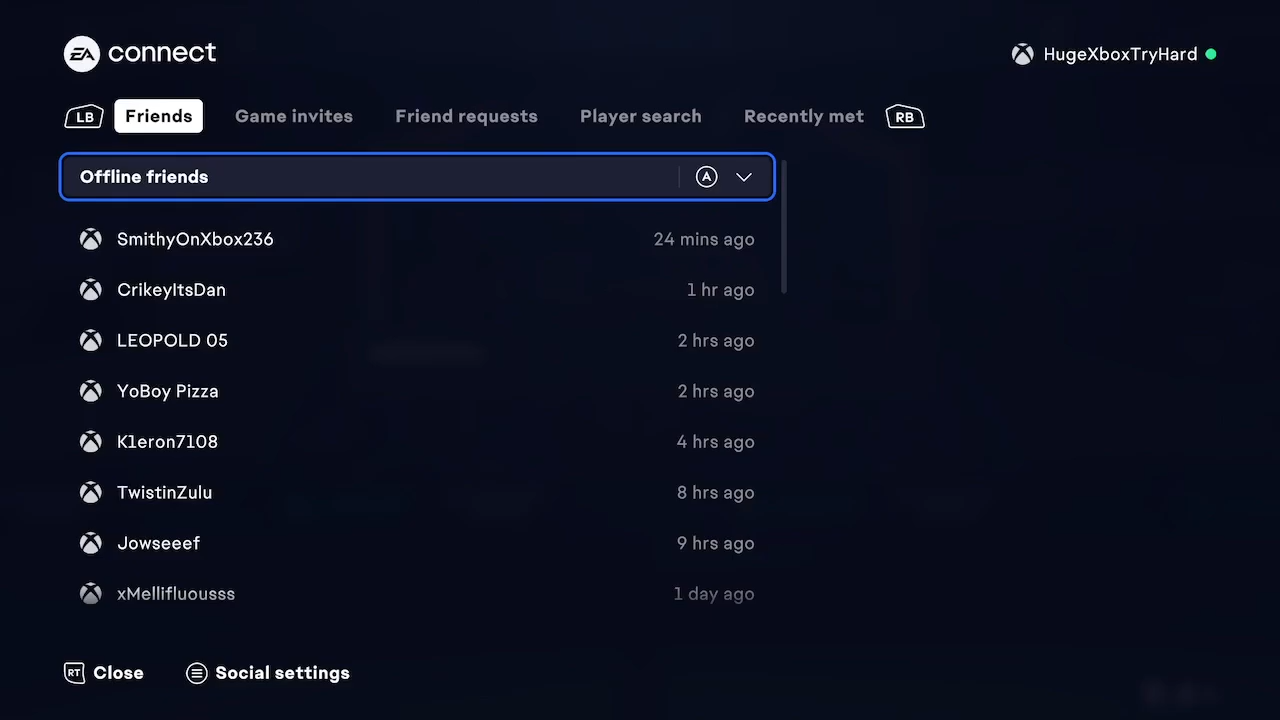 EA connect
HugeXboxTryHard
LB Friends Game invites Friend requests Player search Recently met RB
Offline friends A
SmithyOnXbox236 24 mins ago
CrikeyItsDan 1 hr ago
LEOPOLD 05 2 hrs ago
YoBoy Pizza 2 hrs ago
K1eron7108 4 hrs ago
TwistinZulu 8 hrs ago
Jowseeef 9 hrs ago
xMellifluousss 1 day ago
RT Close Social settings